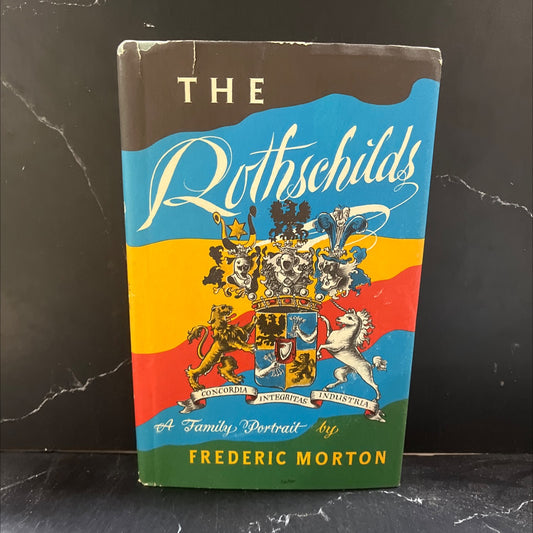 THE
Rothschilds
CONCORDIA INTEGRITAS INDUSTRIA
A Family Portrait by
FREDERIC MORTON